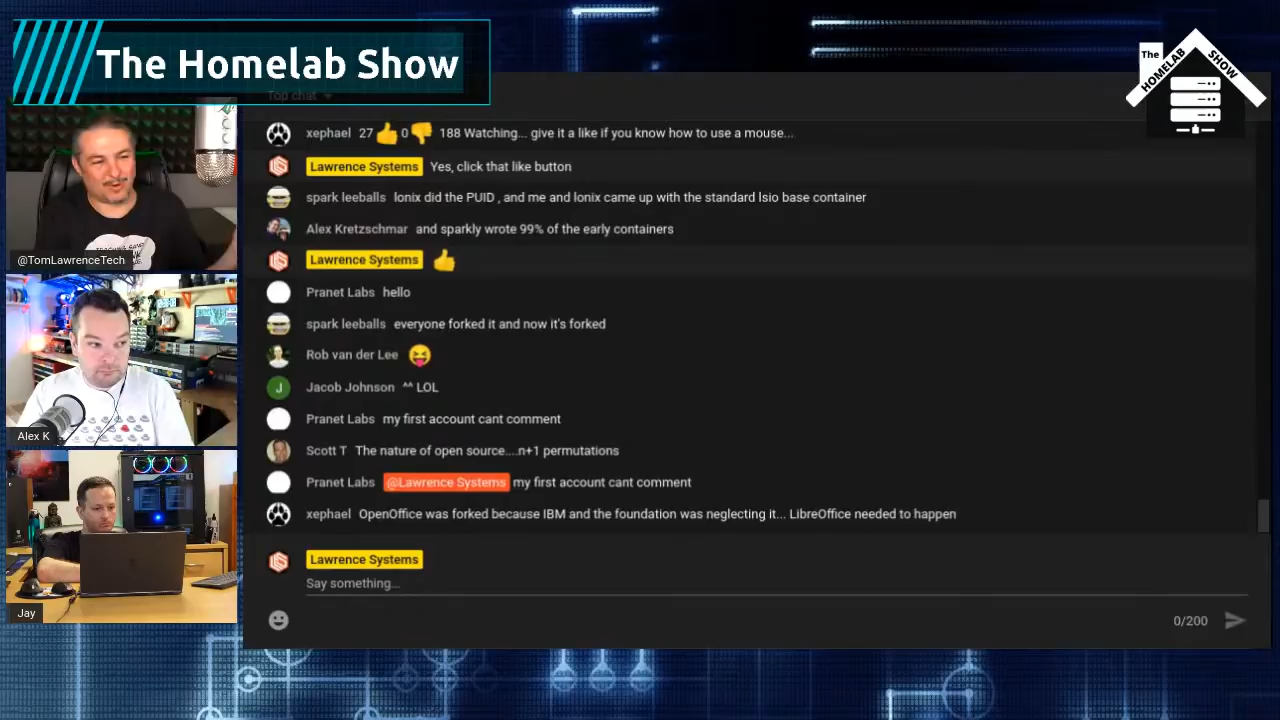 The Homelab Show
The
HOMELAB
SHOW
Top chat
xephael 27 👍 0 👎 188 Watching... give it a like if you know how to use a mouse...
Lawrence Systems Yes, click that like button
spark leeballs lonix did the PUID , and me and lonix came up with the standard lsio base container
Alex Kretzschmar and sparkly wrote 99% of the early containers
Lawrence Systems 👍
Pranet Labs hello
spark leeballs everyone forked it and now it's forked
Rob van der Lee 😝
J
Jacob Johnson ^^ LOL
Pranet Labs my first account cant comment
Scott T The nature of open source....n+1 permutations
Pranet Labs @Lawrence Systems my first account cant comment
xephael OpenOffice was forked because IBM and the foundation was neglecting it... LibreOffice needed to happen
Lawrence Systems
Say something...
0/200
@TomLawrenceTech
Alex K
Jay